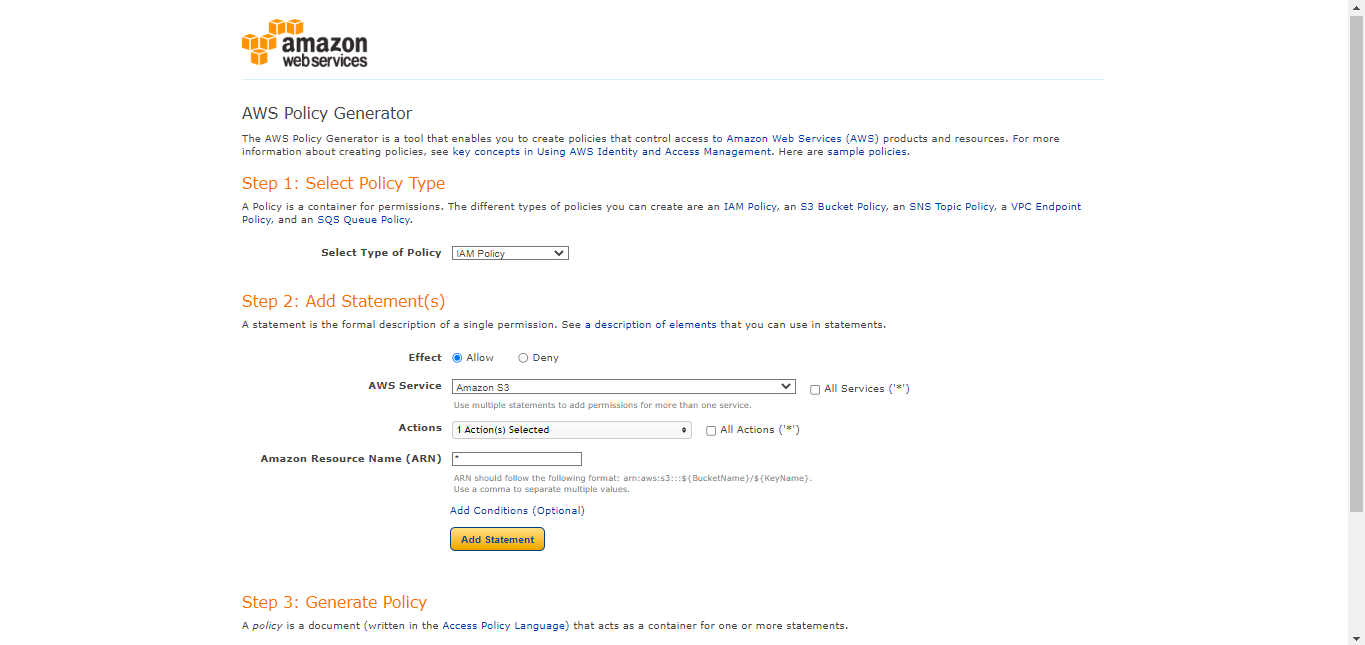 amazon
webservices
AWS Policy Generator
The AWS Policy Generator is a tool that enables you to create policies that control access to Amazon Web Services (AWS) products and resources. For more
information about creating policies, see key concepts in Using AWS Identity and Access Management. Here are sample policies.
Step 1: Select Policy Type
A Policy is a container for permissions. The different types of policies you can create are an IAM Policy, an S3 Bucket Policy, an SNS Topic Policy, a VPC Endpoint
Policy, and an SQS Queue Policy.
Select Type of Policy IAM Policy
Step 2: Add Statement(s)
A statement is the formal description of a single permission. See a description of elements that you can use in statements.
Effect Allow Deny
AWS Service Amazon S3 All Services ('*')
Use multiple statements to add permissions for more than one service.
Actions 1 Action(s) Selected All Actions ('*')
Amazon Resource Name (ARN) *
ARN should follow the following format: arn:aws:s3:::${BucketName}/${KeyName}.
Use a comma to separate multiple values.
Add Conditions (Optional)
Add Statement
Step 3: Generate Policy
A policy is a document (written in the Access Policy Language) that acts as a container for one or more statements.